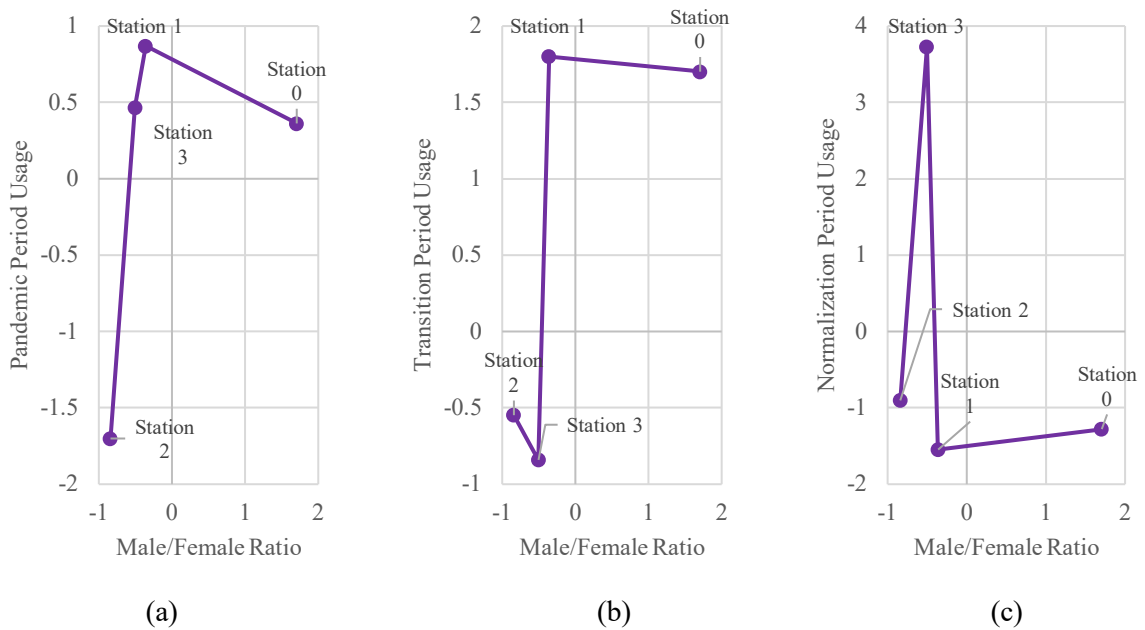 1
0.5
0
-0.5
-1
-1.5
-2
-1
0
1
2
Pandemic Period Usage
Male/Female Ratio
Station 1
Station
0
Station
3
Station
2
(a)
2
1.5
1
0.5
0
-0.5
-1
-1
0
1
2
Transition Period Usage
Male/Female Ratio
Station 1
Station
0
Station
2
Station 3
(b)
4
3
2
1
0
-1
-2
-1
0
1
2
Normalization Period Usage
Male/Female Ratio
Station 3
Station 2
Station
1
Station
0
(c)